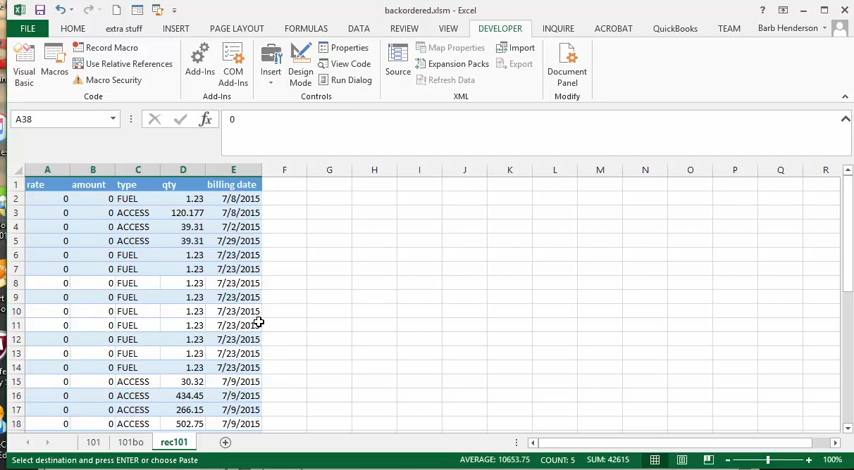 backordered.xlsm - Excel
FILE HOME extra stuff INSERT PAGE LAYOUT FORMULAS DATA REVIEW VIEW DEVELOPER INQUIRE ACROBAT QuickBooks TEAM Barb Henderson
Visual Basic
Macros
Record Macro
Use Relative References
Macro Security
Code
Add-Ins
COM Add-Ins
Add-Ins
Insert
Design Mode
Properties
View Code
Run Dialog
Controls
Source
Map Properties
Expansion Packs
Refresh Data
Import
Export
XML
Document Panel
Modify
A38 fx 0
A B C D E F G H I J K L M N O P Q R
1 rate amount type qty billing date
2 0 0 FUEL 1.23 7/8/2015
3 0 0 ACCESS 120.177 7/8/2015
4 0 0 ACCESS 39.31 7/2/2015
5 0 0 ACCESS 39.31 7/29/2015
6 0 0 FUEL 1.23 7/23/2015
7 0 0 FUEL 1.23 7/23/2015
8 0 0 FUEL 1.23 7/23/2015
9 0 0 FUEL 1.23 7/23/2015
10 0 0 FUEL 1.23 7/23/2015
11 0 0 FUEL 1.23 7/23/2015
12 0 0 FUEL 1.23 7/23/2015
13 0 0 FUEL 1.23 7/23/2015
14 0 0 FUEL 1.23 7/23/2015
15 0 0 ACCESS 30.32 7/9/2015
16 0 0 ACCESS 434.45 7/9/2015
17 0 0 ACCESS 266.15 7/9/2015
18 0 0 ACCESS 502.75 7/9/2015
101 101bo rec101
Select destination and press ENTER or choose Paste AVERAGE: 10653.75 COUNT: 5 SUM: 42615 100%